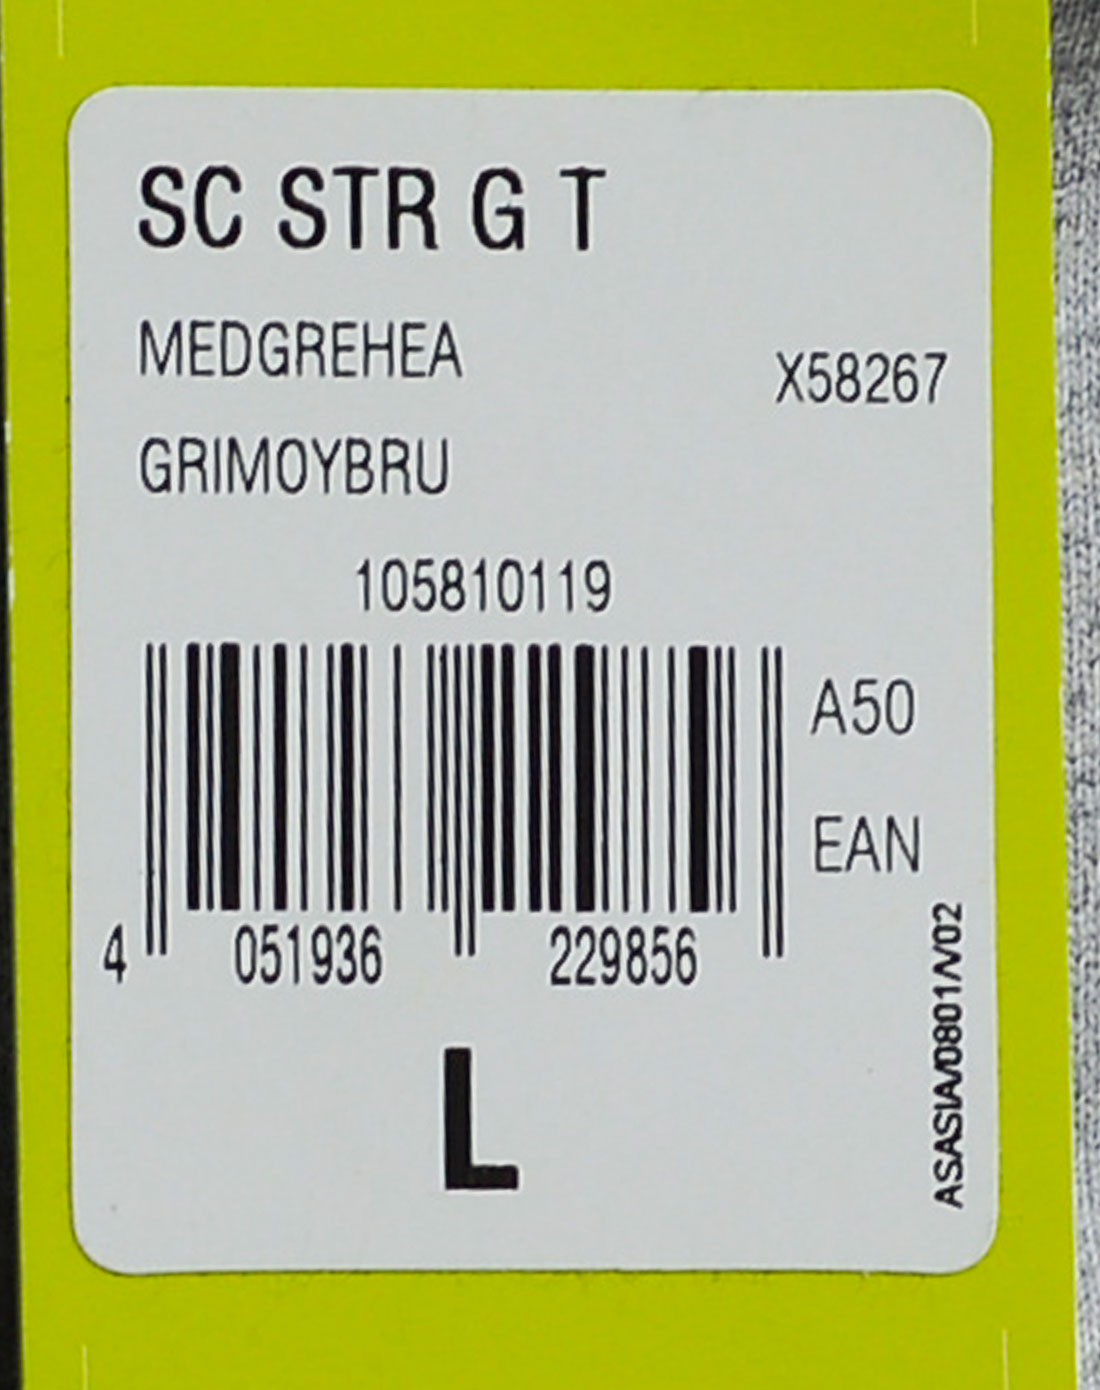 SC STR G T
MEDGREHEA
X58267
GRIMOYBRU
105810119
A50
EAN
4 051936 229856
L
ASASIA/0801/V02